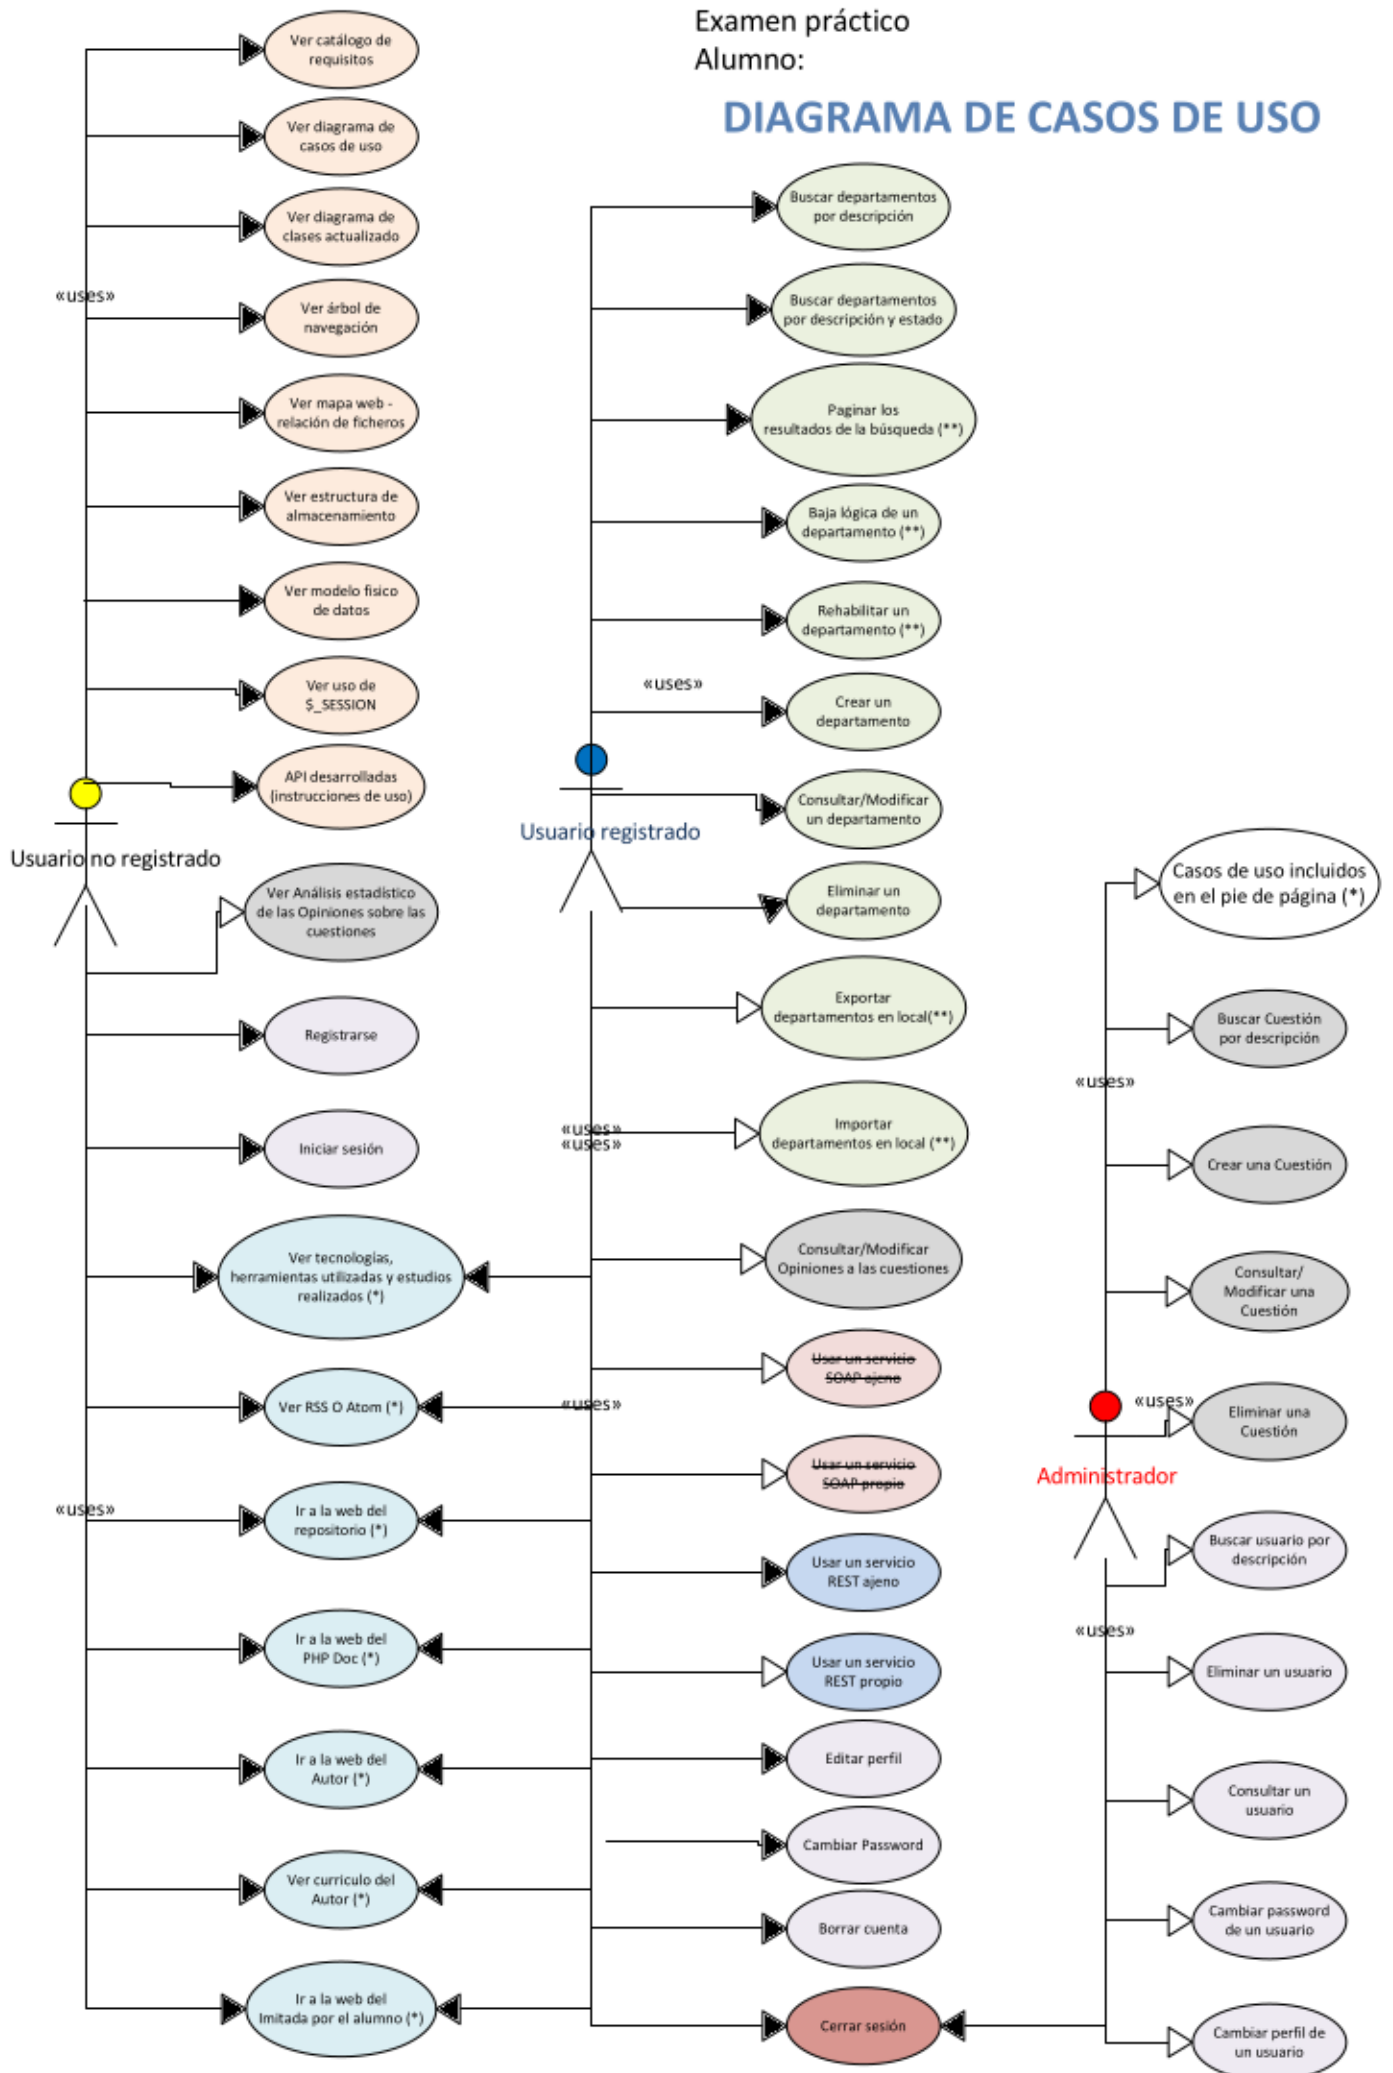 Examen práctico
Alumno:
DIAGRAMA DE CASOS DE USO
Ver catálogo de
requisitos
Ver diagrama de
casos de uso
Ver diagrama de
clases actualizado
«uses»
Ver árbol de
navegación
Ver mapa web -
relación de ficheros
Ver estructura de
almacenamiento
Ver modelo fisico
de datos
Ver uso de
$_SESSION
API desarrolladas
(instrucciones de uso)
Usuario no registrado
Ver Análisis estadístico
de las Opiniones sobre las
cuestiones
Registrarse
Iniciar sesión
Ver tecnologías,
herramientas utilizadas y estudios
realizados (*)
Ver RSS O Atom (*)
«uses»
Ir a la web del
repositorio (*)
Ir a la web del
PHP Doc (*)
Ir a la web del
Autor (*)
Ver curriculo del
Autor (*)
Ir a la web del
Imitada por el alumno (*)
Buscar departamentos
por descripción
Buscar departamentos
por descripción y estado
Paginar los
resultados de la búsqueda (**)
Baja lógica de un
departamento (**)
Rehabilitar un
departamento (**)
«uses»
Crear un
departamento
Consultar/Modificar
un departamento
Usuario registrado
Eliminar un
departamento
Exportar
departamentos en local(**)
«uses»
«uses»
Importar
departamentos en local (**)
Consultar/Modificar
Opiniones a las cuestiones
Usar un servicio
SOAP ajeno
«uses»
Usar un servicio
SOAP propio
Usar un servicio
REST ajeno
Usar un servicio
REST propio
Editar perfil
Cambiar Password
Borrar cuenta
Cerrar sesión
Casos de uso incluidos
en el pie de página (*)
Buscar Cuestión
por descripción
«uses»
Crear una Cuestión
Consultar/
Modificar una
Cuestión
«uses»
Eliminar una
Cuestión
Administrador
Buscar usuario por
descripción
«uses»
Eliminar un usuario
Consultar un
usuario
Cambiar password
de un usuario
Cambiar perfil de
un usuario